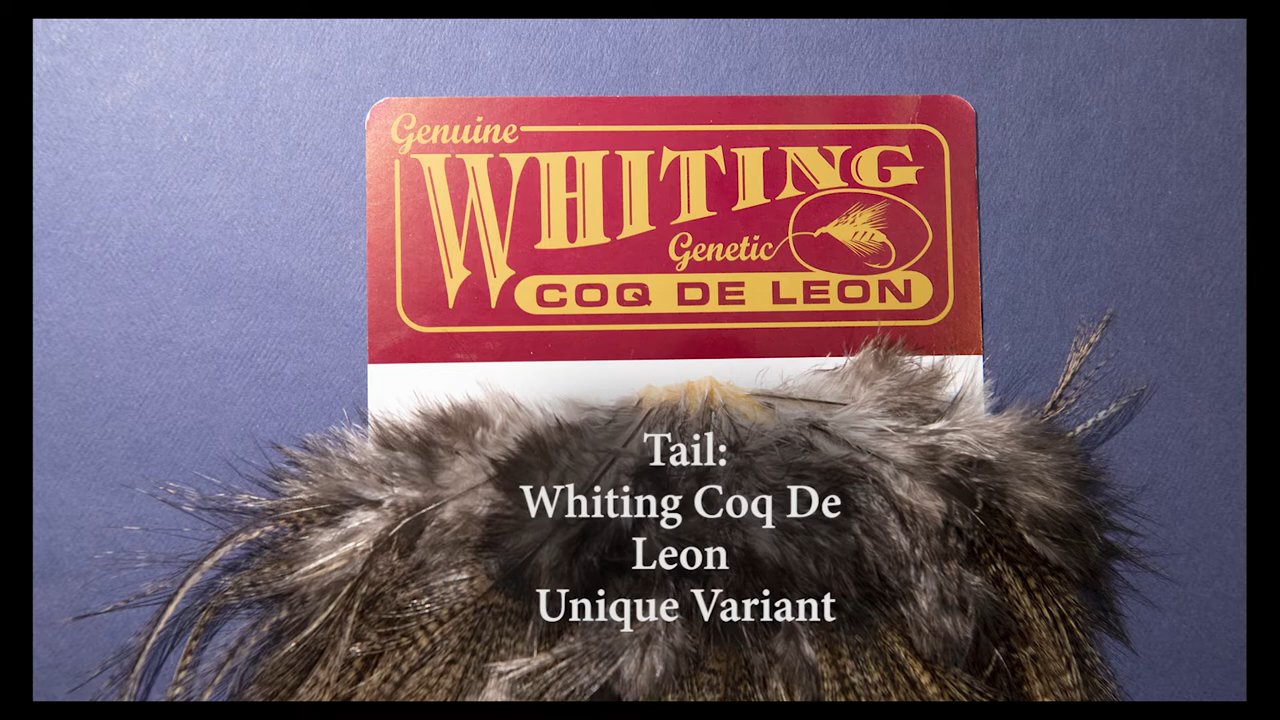 Genuine
WHITING
Genetic
COQ DE LEON
Tail:
Whiting Coq De
Leon
Unique Variant